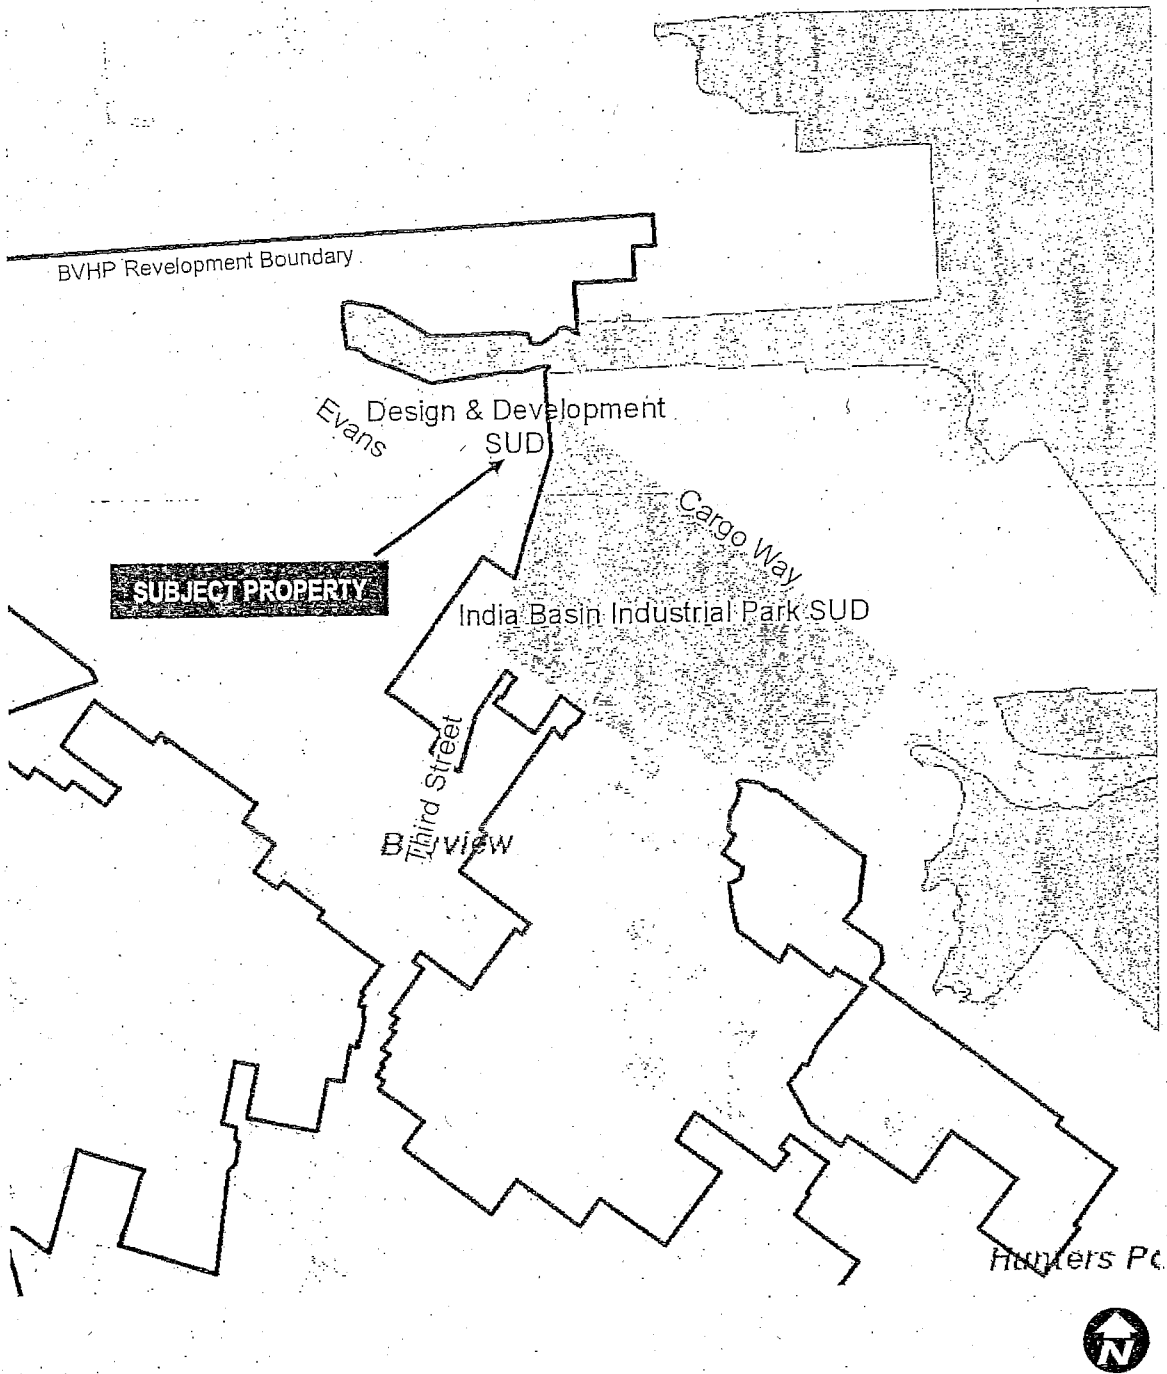 BVHP Revelopment Boundary
Evans
Design & Development
SUD
Cargo Way
SUBJECT PROPERTY
India Basin Industrial Park SUD
Third Street
Bayview
Hunters Po
N